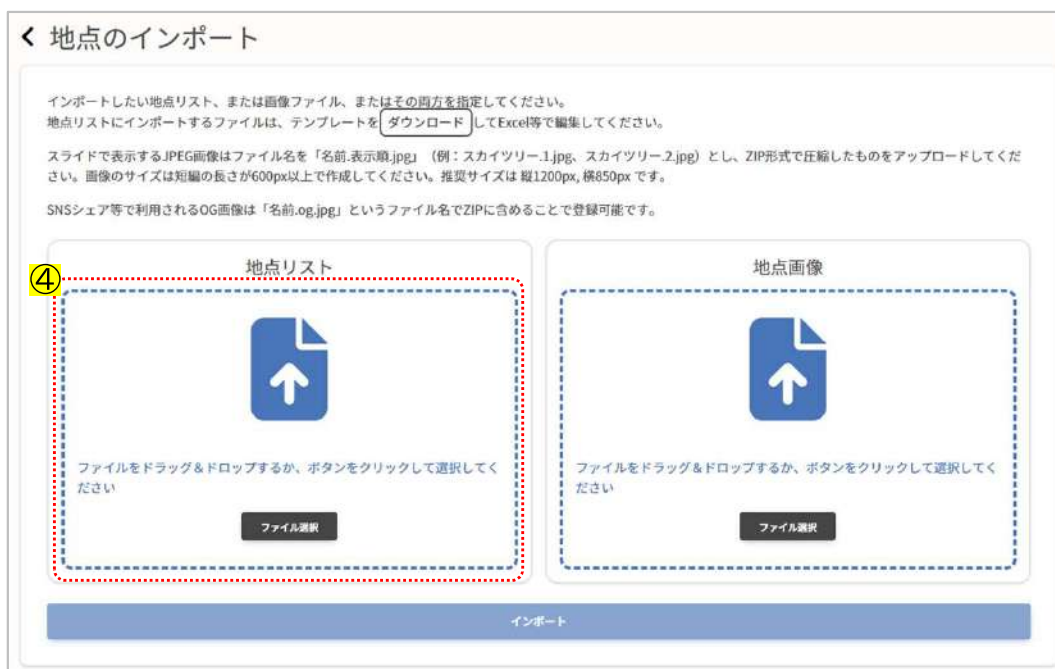 地点のインポート
インポートしたい地点リスト、または画像ファイル、またはその両方を指定してください。
地点リストにインポートするファイルは、テンプレートを ダウンロード してExcel等で編集してください。
スライドで表示するJPEG画像はファイル名を「名前.表示順.jpg」（例：スカイツリー.1.jpg、スカイツリー.2.jpg）とし、ZIP形式で圧縮したものをアップロードしてくだ
さい。画像のサイズは短編の長さが600px以上で作成してください。推奨サイズは 縦1200px, 横850px です。
SNSシェア等で利用されるOG画像は「名前.og.jpg」というファイル名でZIPに含めることで登録可能です。
④
地点リスト
ファイルをドラッグ＆ドロップするか、ボタンをクリックして選択してく
ださい
ファイル選択
地点画像
ファイルをドラッグ＆ドロップするか、ボタンをクリックして選択してく
ださい
ファイル選択
インポート